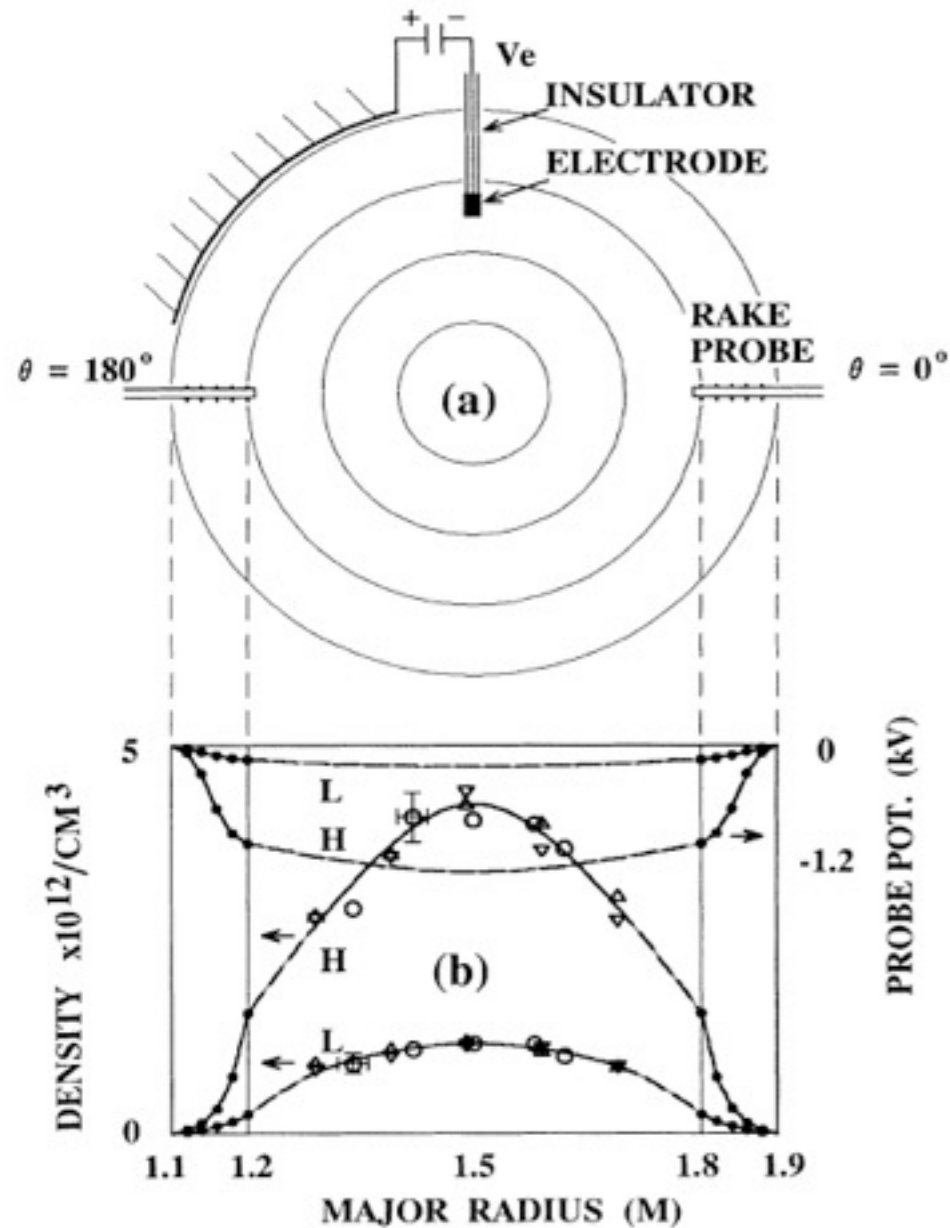 + −
Ve
INSULATOR
ELECTRODE
RAKE
PROBE
θ = 180°
θ = 0°
(a)
5
0
L
H
-1.2
H
(b)
L
0
1.1 1.2 1.5 1.8 1.9
MAJOR RADIUS (M)
DENSITY x10¹²/CM³
PROBE POT. (kV)